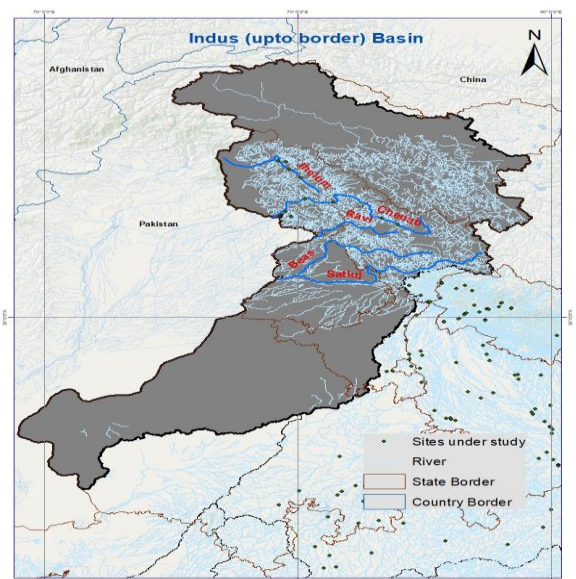 Indus (upto border) Basin
N
Afghanistan
China
Pakistan
Jhelum
Chenab
Ravi
Beas
Satluj
Sites under study
River
State Border
Country Border